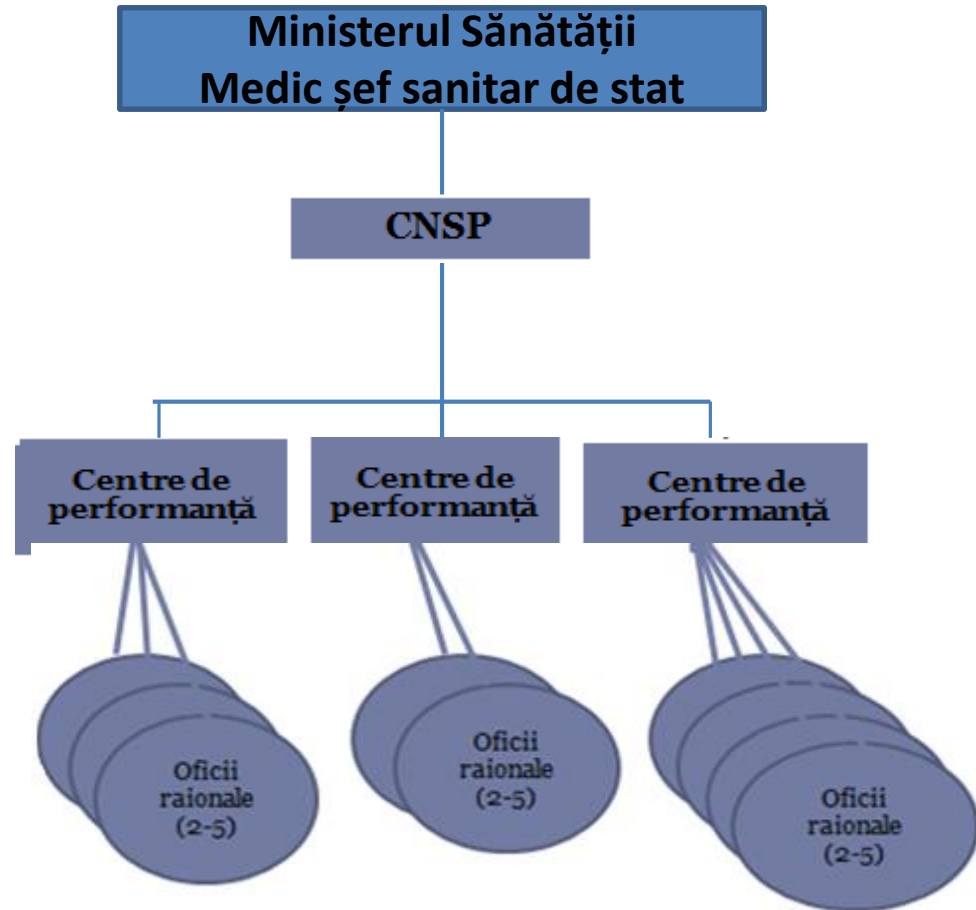 Ministerul Sănătății
Medic șef sanitar de stat
CNSP
Centre de
performanță
Centre de
performanță
Centre de
performanță
Oficii
raionale
(2-5)
Oficii
raionale
(2-5)
Oficii
raionale
(2-5)